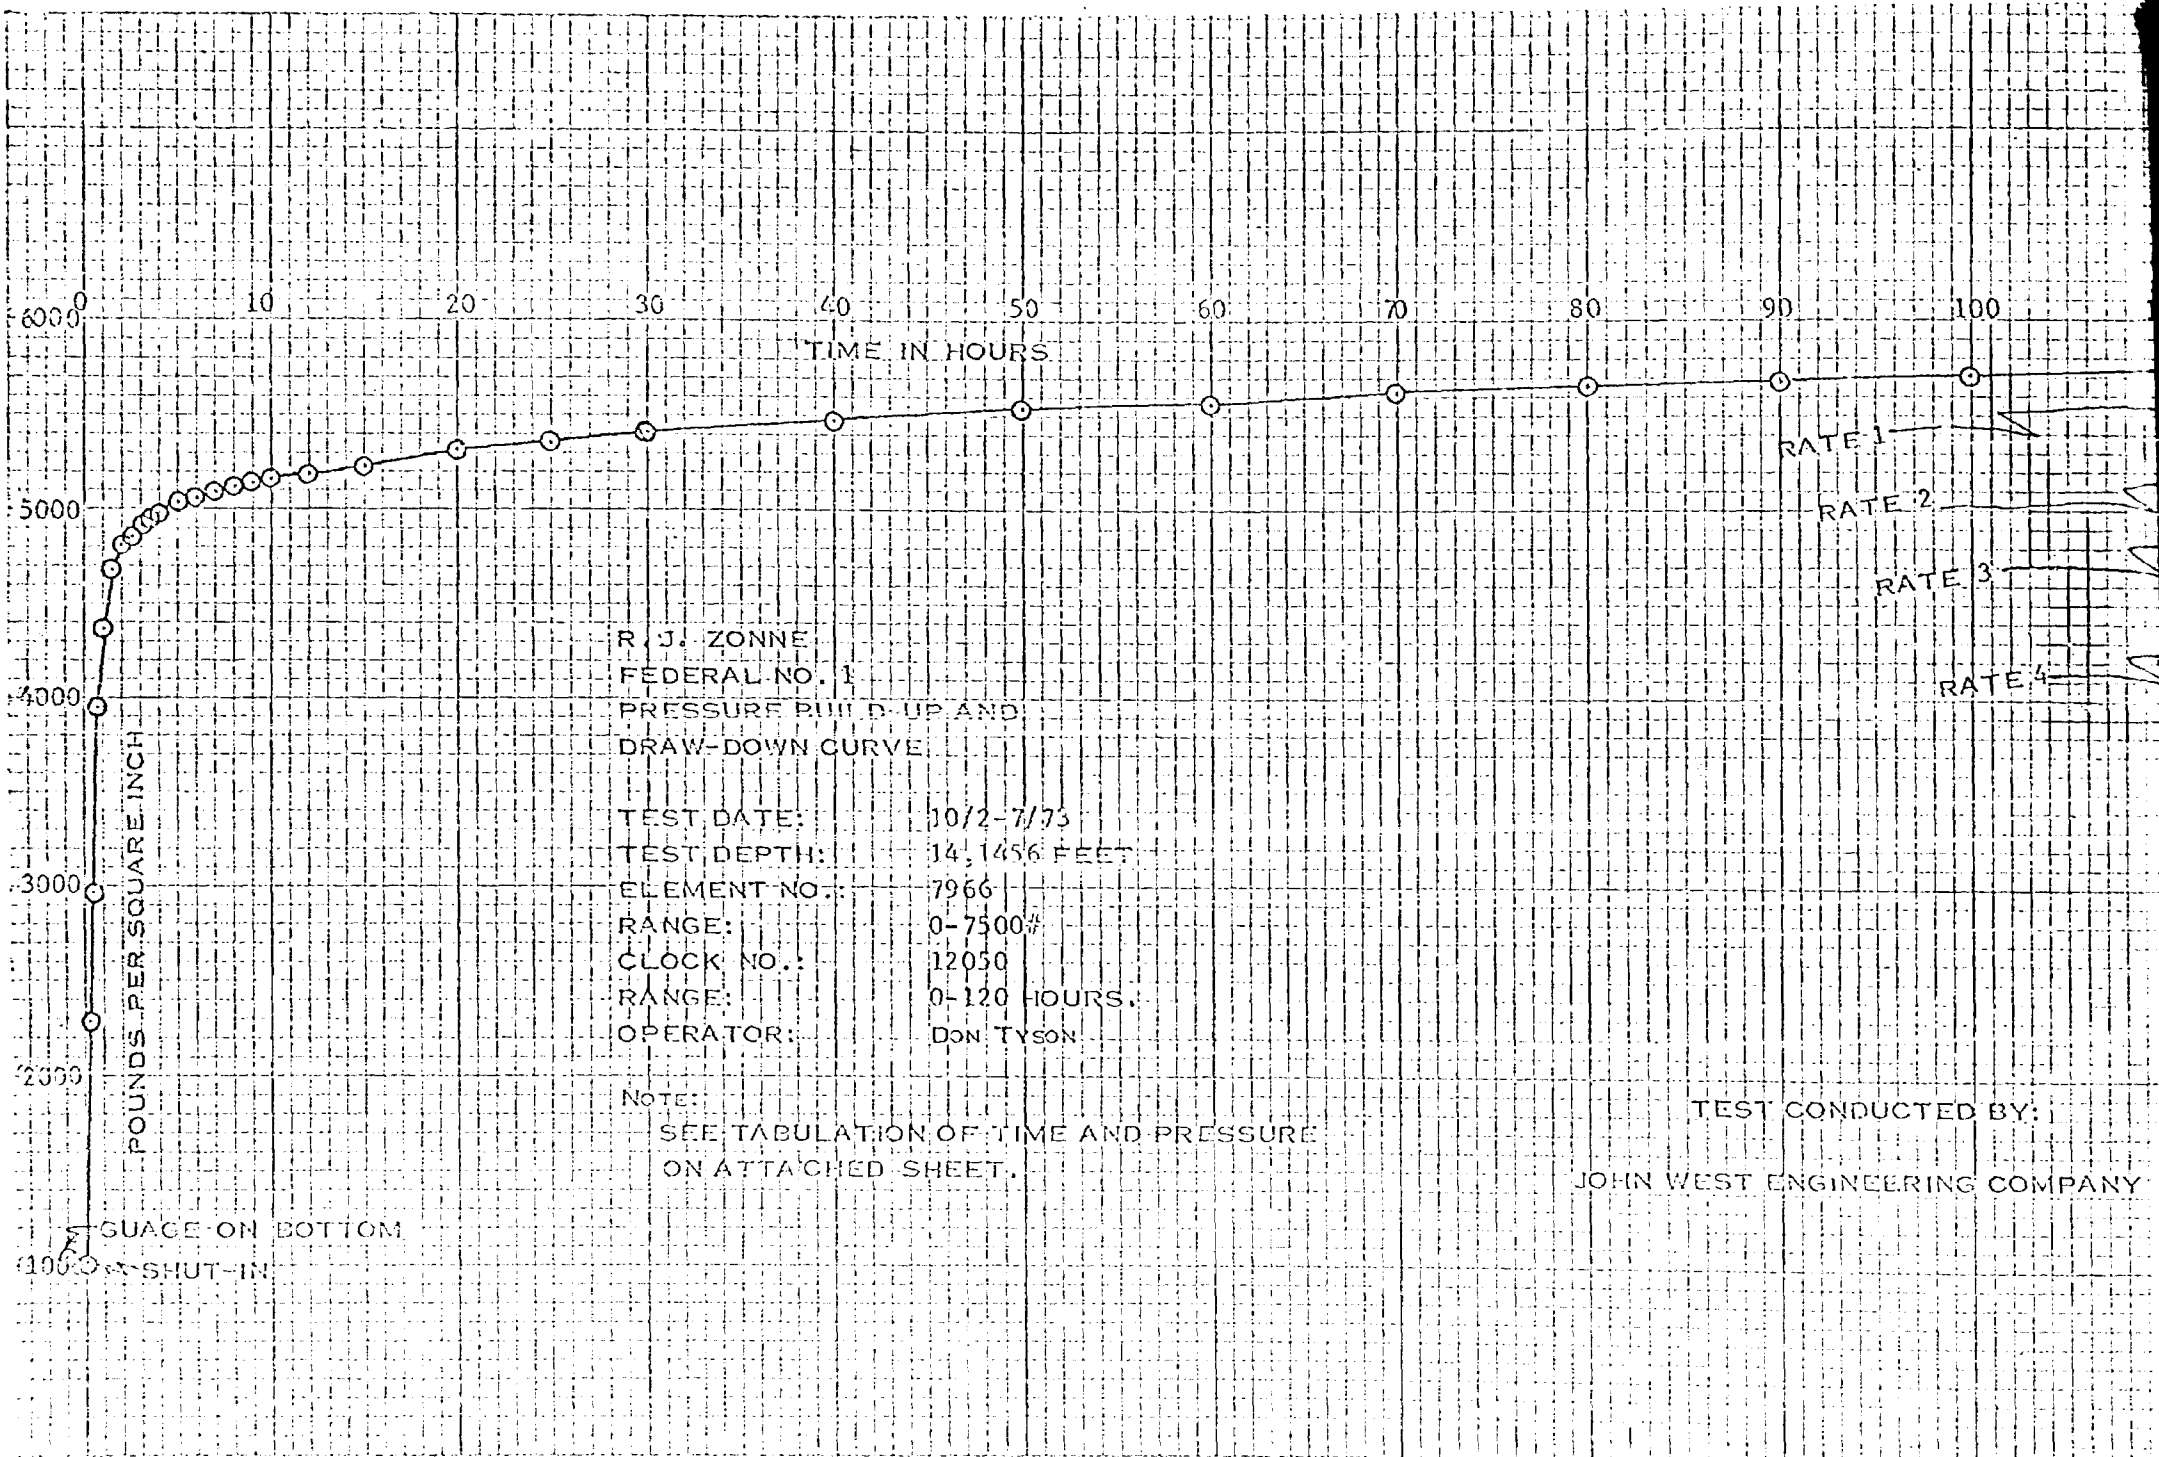 0 10 20 30 40 50 60 70 80 90 100
6000
TIME IN HOURS
RATE 1
5000
RATE 2
RATE 3
R. J. ZONNE
FEDERAL NO. 1
4000
RATE 4
PRESSURE BUILD-UP AND
DRAW-DOWN CURVE
POUNDS PER SQUARE INCH
TEST DATE: 10/2-7/73
TEST DEPTH: 14,1456 FEET
3000
ELEMENT NO.: 7966
RANGE: 0-7500#
CLOCK NO.: 12050
RANGE: 0-120 HOURS.
OPERATOR: DON TYSON
2000
NOTE:
SEE TABULATION OF TIME AND PRESSURE
ON ATTACHED SHEET.
TEST CONDUCTED BY:
JOHN WEST ENGINEERING COMPANY
GUAGE ON BOTTOM
1000
SHUT-IN